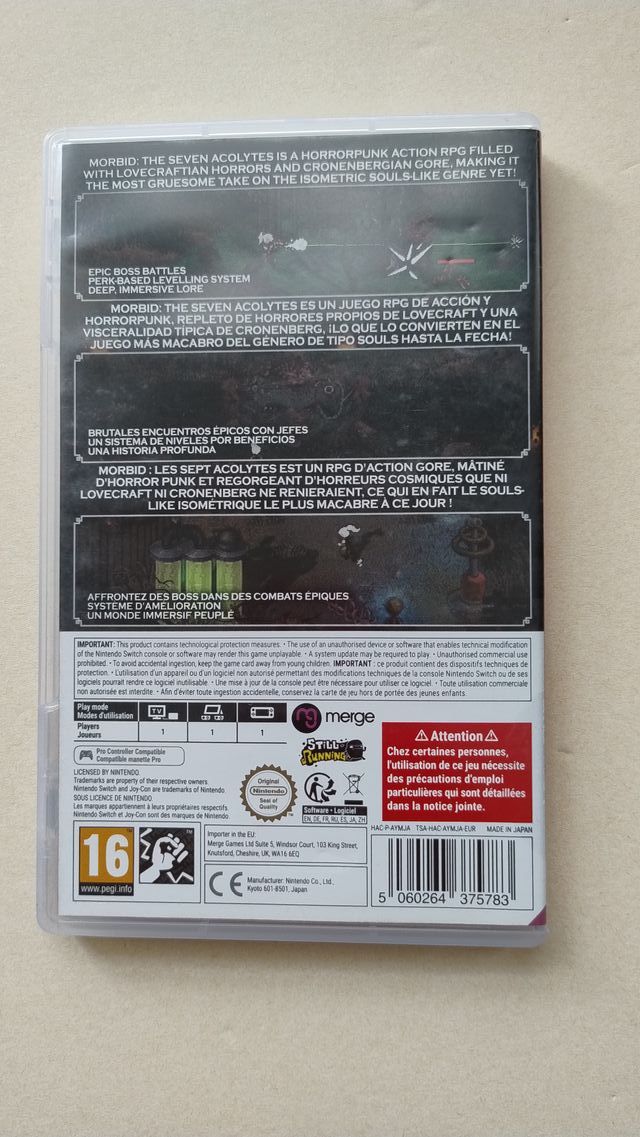 MORBID: THE SEVEN ACOLYTES IS A HORRORPUNK ACTION RPG FILLED
WITH LOVECRAFTIAN HORRORS AND CRONENBERGIAN GORE, MAKING IT
THE MOST GRUESOME TAKE ON THE ISOMETRIC SOULS-LIKE GENRE YET!
EPIC BOSS BATTLES
PERK-BASED LEVELLING SYSTEM
DEEP, IMMERSIVE LORE
MORBID: THE SEVEN ACOLYTES ES UN JUEGO RPG DE ACCIÓN Y
HORRORPUNK, REPLETO DE HORRORES PROPIOS DE LOVECRAFT Y UNA
VISCERALIDAD TÍPICA DE CRONENBERG, ¡LO QUE LO CONVIERTEN EN EL
JUEGO MÁS MACABRO DEL GÉNERO DE TIPO SOULS HASTA LA FECHA!
BRUTALES ENCUENTROS ÉPICOS CON JEFES
UN SISTEMA DE NIVELES POR BENEFICIOS
UNA HISTORIA PROFUNDA
MORBID : LES SEPT ACOLYTES EST UN RPG D'ACTION GORE, MÂTINÉ
D'HORROR PUNK ET REGORGEANT D'HORREURS COSMIQUES QUE NI
LOVECRAFT NI CRONENBERG NE RENIERAIENT, CE QUI EN FAIT LE SOULS-
LIKE ISOMÉTRIQUE LE PLUS MACABRE À CE JOUR !
AFFRONTEZ DES BOSS DANS DES COMBATS ÉPIQUES
SYSTEME D'AMÉLIORATION
UN MONDE IMMERSIF PEUPLÉ
IMPORTANT: This product contains technological protection measures. • The use of an unauthorised device or software that enables technical modification
of the Nintendo Switch console or software may render this game unplayable. • A system update may be required to play. • Unauthorised commercial use
prohibited. • To avoid accidental ingestion, keep the game card away from young children. IMPORTANT : ce produit contient des dispositifs techniques de
protection. • L'utilisation d'un appareil ou d'un logiciel non autorisé permettant des modifications techniques de la console Nintendo Switch ou de ses
logiciels pourrait rendre ce logiciel inutilisable. • Une mise à jour de la console peut être nécessaire pour utiliser ce logiciel. • Toute utilisation commerciale
non autorisée est interdite. • Afin d'éviter toute ingestion accidentelle, conservez la carte de jeu hors de portée des jeunes enfants.
Play mode
Modes d'utilisation
TV
Players
Joueurs
1
1
1
Pro Controller Compatible
Compatible manette Pro
LICENSED BY NINTENDO
Trademarks are property of their respective owners.
Nintendo Switch and Joy-Con are trademarks of Nintendo.
SOUS LICENCE DE NINTENDO
Les marques appartiennent à leurs propriétaires respectifs.
Nintendo Switch et Joy-Con sont des marques de Nintendo.
Original
Nintendo
Seal of
Quality
mg merge
STILL
RUNNING
Software • Logiciel
EN, DE, FR, RU, ES, JA, ZH
Attention
Chez certaines personnes,
l'utilisation de ce jeu nécessite
des précautions d'emploi
particulières qui sont détaillées
dans la notice jointe.
HAC-P-AYMJA TSA-HAC-AYMJA-EUR MADE IN JAPAN
16
www.pegi.info
Importer in the EU:
Merge Games Ltd Suite 5, Windsor Court, 103 King Street,
Knutsford, Cheshire, UK, WA16 6EQ
CE
Manufacturer: Nintendo Co., Ltd.,
Kyoto 601-8501, Japan
5 060264 375783